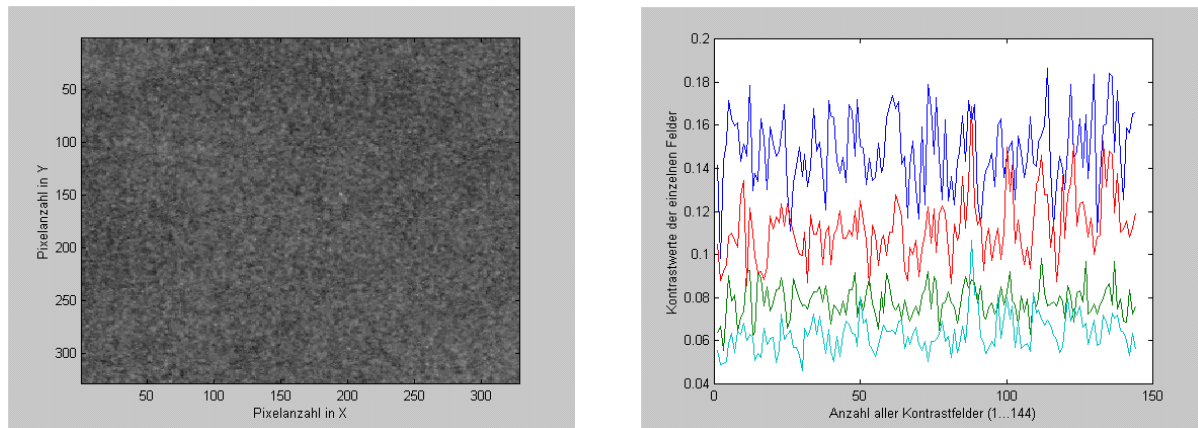 Pixelanzahl in Y
50
100
150
200
250
300
50 100 150 200 250 300
Pixelanzahl in X
Kontrastwerte der einzelnen Felder
0.2
0.18
0.16
0.14
0.12
0.1
0.08
0.06
0.04
0 50 100 150
Anzahl aller Kontrastfelder (1...144)